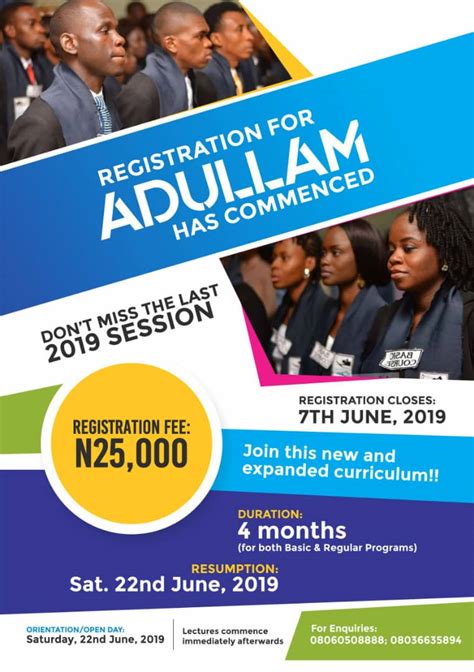 REGISTRATION FOR
ADULLAM
HAS COMMENCED
DON'T MISS THE LAST
2019 SESSION
BASIC
COURSE
REGISTRATION CLOSES:
7TH JUNE, 2019
REGISTRATION FEE:
N25,000
Join this new and
expanded curriculum!!
DURATION:
4 months
(for both Basic & Regular Programs)
RESUMPTION:
Sat. 22nd June, 2019
ORIENTATION/OPEN DAY:
Saturday, 22nd June, 2019
Lectures commence
immediately afterwards
For Enquiries:
08060508888; 08036635894